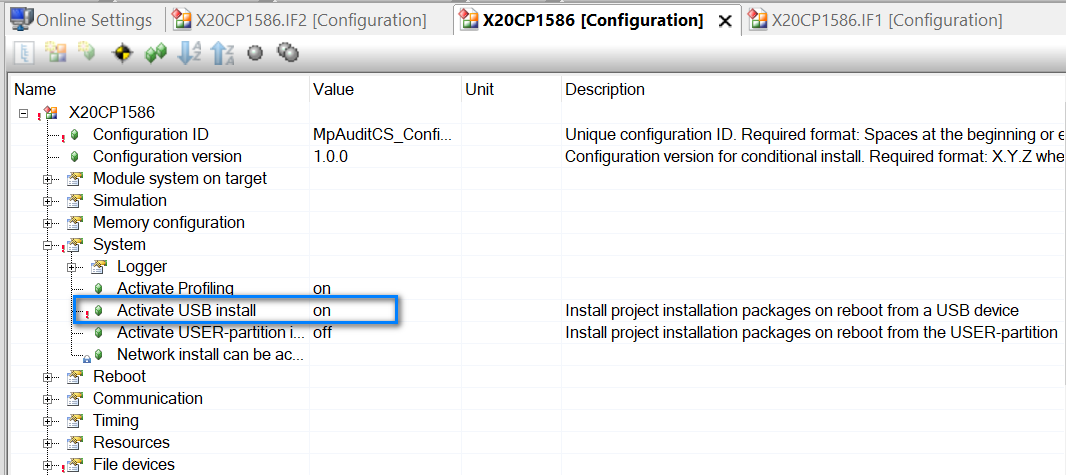 Online Settings X20CP1586.IF2 [Configuration] X20CP1586 [Configuration] X20CP1586.IF1 [Configuration]
Name Value Unit Description
X20CP1586
Configuration ID MpAuditCS_Confi... Unique configuration ID. Required format: Spaces at the beginning or e
Configuration version 1.0.0 Configuration version for conditional install. Required format: X.Y.Z whe
Module system on target
Simulation
Memory configuration
System
Logger
Activate Profiling on
Activate USB install on Install project installation packages on reboot from a USB device
Activate USER-partition i... off Install project installation packages on reboot from the USER-partition
Network install can be ac...
Reboot
Communication
Timing
Resources
File devices